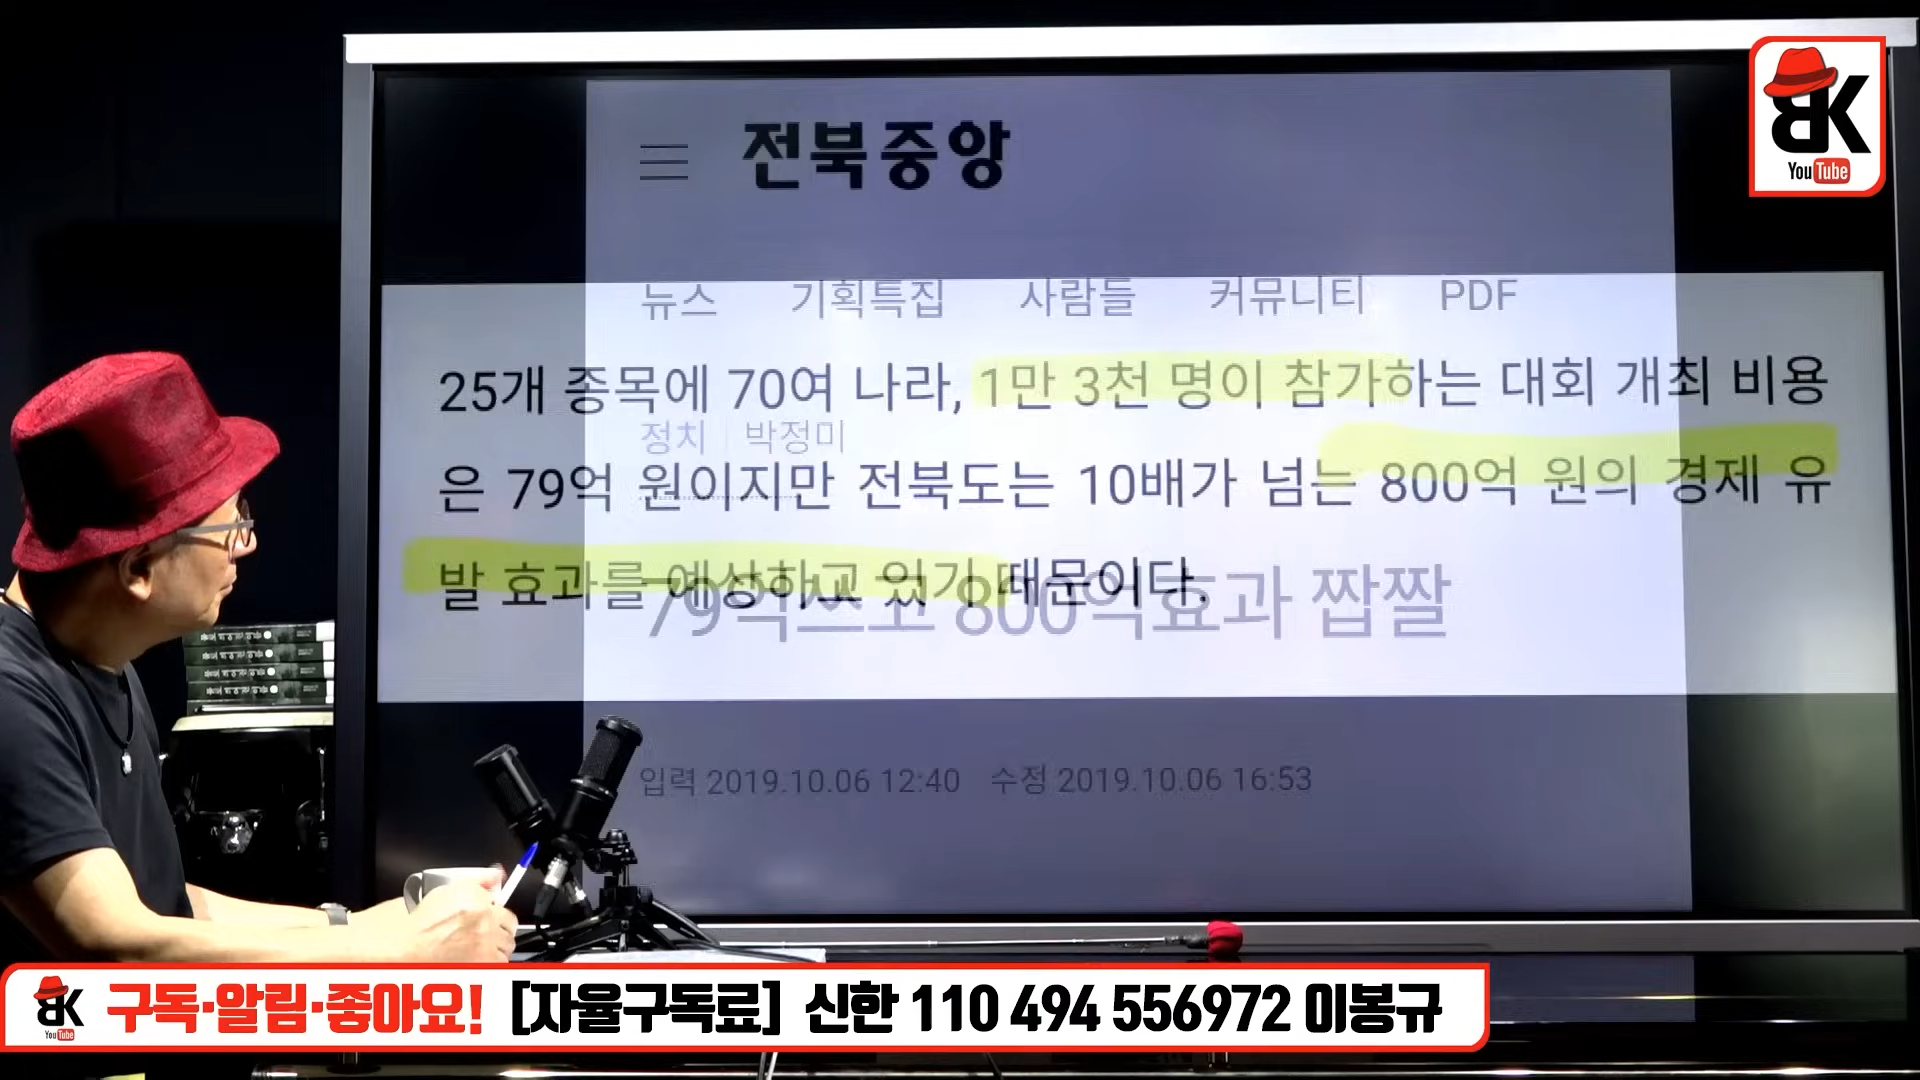 BK
YouTube
전북중앙
뉴스 기획특집 사람들 커뮤니티 PDF
25개 종목에 70여 나라, 1만 3천 명이 참가하는 대회 개최 비용
정치 박정미
은 79억 원이지만 전북도는 10배가 넘는 800억 원의 경제 유
발 효과를 예상하고 있기 때문이다.
79억쓰고 800억효과 짭짤
입력 2019.10.06 12:40 수정 2019.10.06 16:53
BK
YouTube
구독·알림·좋아요! [자율구독료] 신한 110 494 556972 이봉규